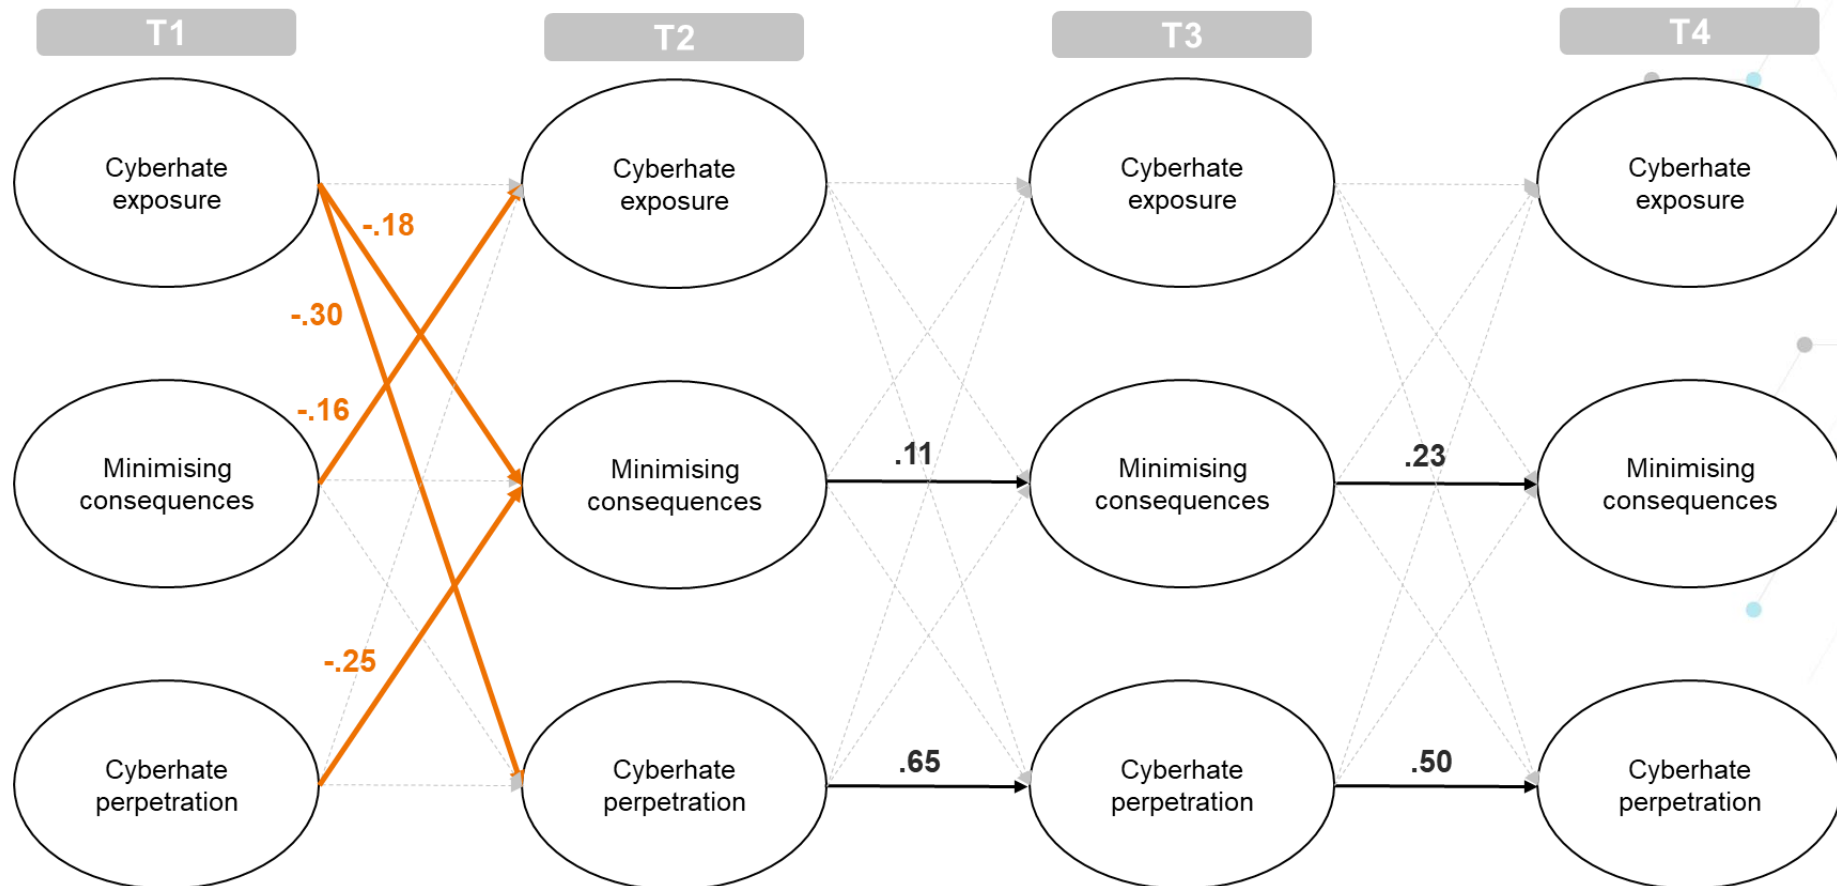 T1
T2
T3
T4
Cyberhate
exposure
Cyberhate
exposure
Cyberhate
exposure
Cyberhate
exposure
-.18
-.30
-.16
Minimising
consequences
Minimising
consequences
.11
Minimising
consequences
.23
Minimising
consequences
-.25
Cyberhate
perpetration
Cyberhate
perpetration
.65
Cyberhate
perpetration
.50
Cyberhate
perpetration